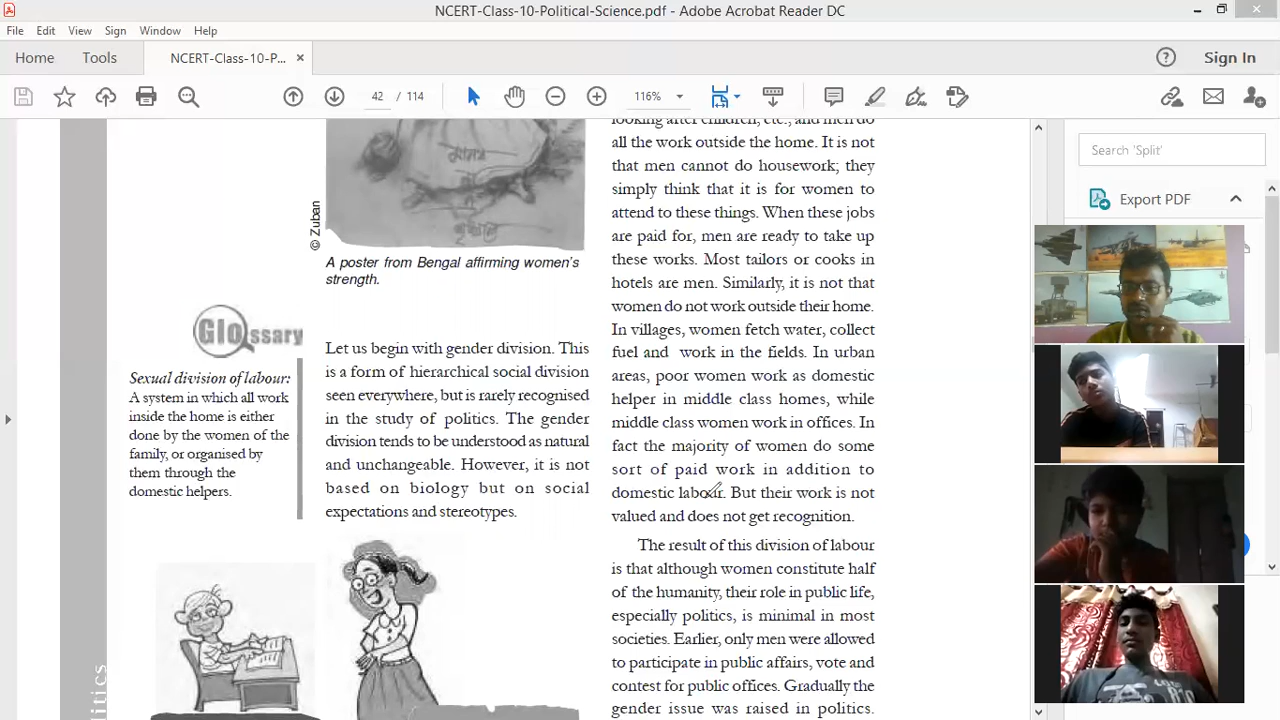 NCERT-Class-10-Political-Science.pdf - Adobe Acrobat Reader DC
File Edit View Sign Window Help
Home Tools NCERT-Class-10-P... ×
Sign In
42 / 114
116%
looking after children, etc., and men do
all the work outside the home. It is not
that men cannot do housework; they
simply think that it is for women to
attend to these things. When these jobs
are paid for, men are ready to take up
these works. Most tailors or cooks in
hotels are men. Similarly, it is not that
women do not work outside their home.
In villages, women fetch water, collect
fuel and work in the fields. In urban
areas, poor women work as domestic
helper in middle class homes, while
middle class women work in offices. In
fact the majority of women do some
sort of paid work in addition to
domestic labour. But their work is not
valued and does not get recognition.
The result of this division of labour
is that although women constitute half
of the humanity, their role in public life,
especially politics, is minimal in most
societies. Earlier, only men were allowed
to participate in public affairs, vote and
contest for public offices. Gradually the
gender issue was raised in politics.
© Zuban
A poster from Bengal affirming women's
strength.
Glossary
Sexual division of labour:
A system in which all work
inside the home is either
done by the women of the
family, or organised by
them through the
domestic helpers.
Let us begin with gender division. This
is a form of hierarchical social division
seen everywhere, but is rarely recognised
in the study of politics. The gender
division tends to be understood as natural
and unchangeable. However, it is not
based on biology but on social
expectations and stereotypes.
litics
Search 'Split'
Export PDF